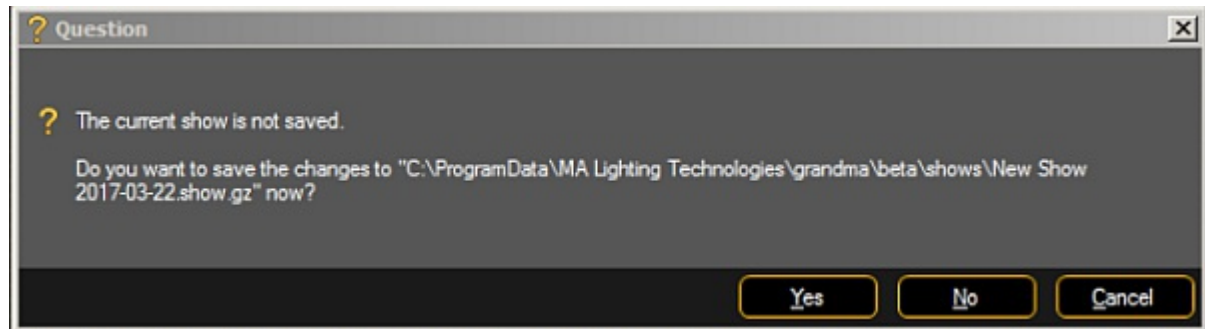 ? Question
? The current show is not saved.
Do you want to save the changes to "C:\ProgramData\MA Lighting Technologies\grandma\beta\shows\New Show
2017-03-22.show.gz" now?
Yes No Cancel